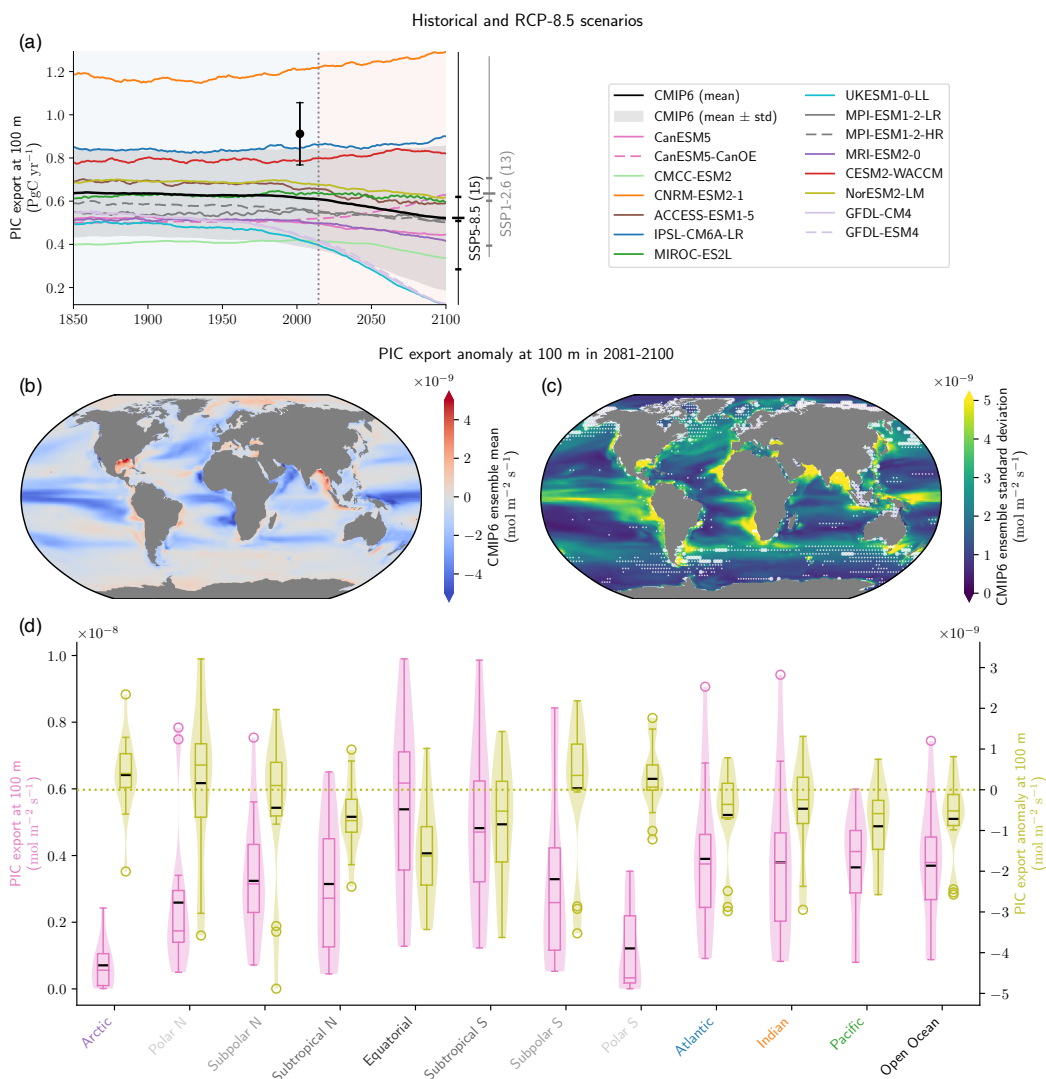 Historical and RCP-8.5 scenarios
(a)
PIC export at 100 m
(PgC yr⁻¹)
1.2
1.0
0.8
0.6
0.4
0.2
1850
1900
1950
2000
2050
2100
SSP5-8.5 (15)
SSP1-2.6 (13)
CMIP6 (mean)
CMIP6 (mean ± std)
CanESM5
CanESM5-CanOE
CMCC-ESM2
CNRM-ESM2-1
ACCESS-ESM1-5
IPSL-CM6A-LR
MIROC-ES2L
UKESM1-0-LL
MPI-ESM1-2-LR
MPI-ESM1-2-HR
MRI-ESM2-0
CESM2-WACCM
NorESM2-LM
GFDL-CM4
GFDL-ESM4
PIC export anomaly at 100 m in 2081-2100
(b)
×10⁻⁹
4
2
0
−2
−4
CMIP6 ensemble mean
(mol m⁻² s⁻¹)
(c)
×10⁻⁹
5
4
3
2
1
0
CMIP6 ensemble standard deviation
(mol m⁻² s⁻¹)
(d)
×10⁻⁸
PIC export at 100 m
(mol m⁻² s⁻¹)
1.0
0.8
0.6
0.4
0.2
0.0
×10⁻⁹
3
2
1
0
−1
−2
−3
−4
−5
PIC export anomaly at 100 m
(mol m⁻² s⁻¹)
Arctic
Polar N
Subpolar N
Subtropical N
Equatorial
Subtropical S
Subpolar S
Polar S
Atlantic
Indian
Pacific
Open Ocean